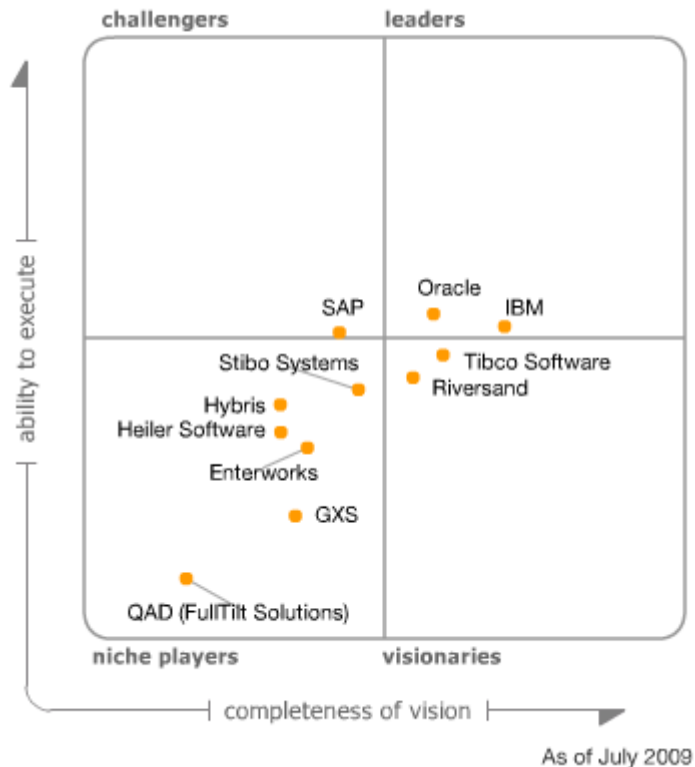 challengers
leaders
ability to execute
Oracle
SAP
IBM
Stibo Systems
Tibco Software
Riversand
Hybris
Heiler Software
Enterworks
GXS
QAD (FullTilt Solutions)
niche players
visionaries
completeness of vision
As of July 2009